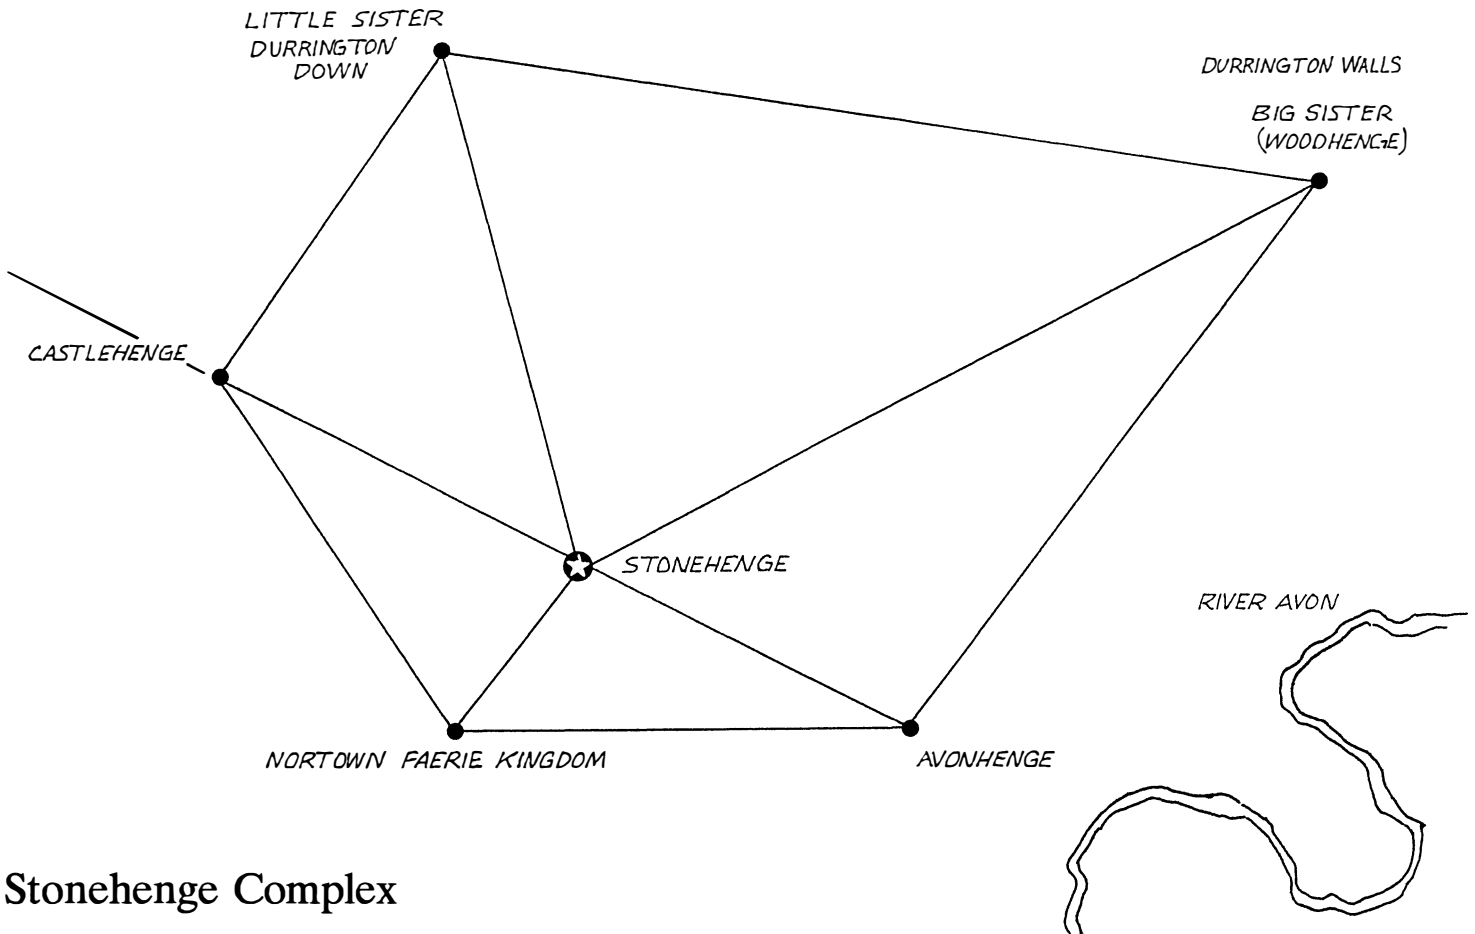 LITTLE SISTER
DURRINGTON
DOWN
DURRINGTON WALLS
BIG SISTER
(WOODHENGE)
CASTLEHENGE
STONEHENGE
RIVER AVON
NORTOWN FAERIE KINGDOM
AVONHENGE
Stonehenge Complex